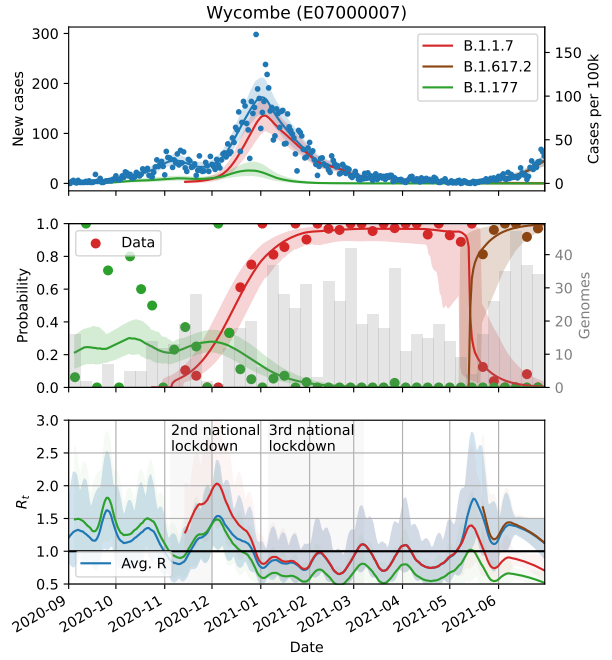 Wycombe (E07000007)
300
200
100
0
New cases
150
100
50
0
Cases per 100k
B.1.1.7
B.1.617.2
B.1.177
1.0
0.8
0.6
0.4
0.2
0.0
Probability
Data
40
30
20
10
0
Genomes
3.0
2.5
2.0
1.5
1.0
0.5
Rt
2nd national
lockdown
3rd national
lockdown
Avg. R
2020-09
2020-10
2020-11
2020-12
2021-01
2021-02
2021-03
2021-04
2021-05
2021-06
Date